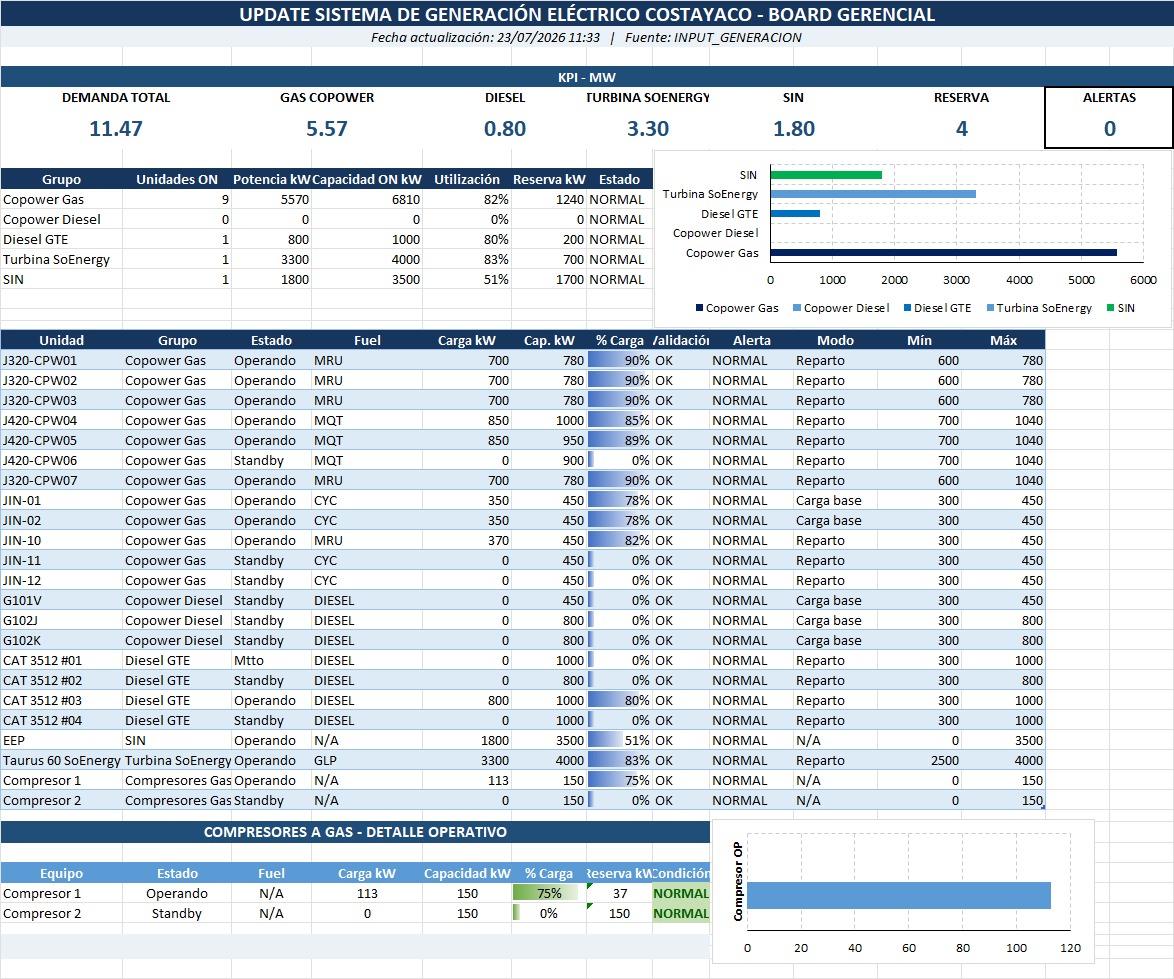 UPDATE SISTEMA DE GENERACIÓN ELÉCTRICO COSTAYACO - BOARD GERENCIAL
Fecha actualización: 23/07/2026 11:33 | Fuente: INPUT_GENERACION
KPI - MW
DEMANDA TOTAL GAS COPOWER DIESEL TURBINA SOENERGY SIN RESERVA ALERTAS
11.47 5.57 0.80 3.30 1.80 4 0
Grupo Unidades ON Potencia kW Capacidad ON kW Utilización Reserva kW Estado
Copower Gas 9 5570 6810 82% 1240 NORMAL
Copower Diesel 0 0 0 0% 0 NORMAL
Diesel GTE 1 800 1000 80% 200 NORMAL
Turbina SoEnergy 1 3300 4000 83% 700 NORMAL
SIN 1 1800 3500 51% 1700 NORMAL
SIN
Turbina SoEnergy
Diesel GTE
Copower Diesel
Copower Gas
0 1000 2000 3000 4000 5000 6000
Copower Gas Copower Diesel Diesel GTE Turbina SoEnergy SIN
Unidad Grupo Estado Fuel Carga kW Cap. kW % Carga Validación Alerta Modo Mín Máx
J320-CPW01 Copower Gas Operando MRU 700 780 90% OK NORMAL Reparto 600 780
J320-CPW02 Copower Gas Operando MRU 700 780 90% OK NORMAL Reparto 600 780
J320-CPW03 Copower Gas Operando MRU 700 780 90% OK NORMAL Reparto 600 780
J420-CPW04 Copower Gas Operando MQT 850 1000 85% OK NORMAL Reparto 700 1040
J420-CPW05 Copower Gas Operando MQT 850 950 89% OK NORMAL Reparto 700 1040
J420-CPW06 Copower Gas Standby MQT 0 900 0% OK NORMAL Reparto 700 1040
J320-CPW07 Copower Gas Operando MRU 700 780 90% OK NORMAL Reparto 600 1040
JIN-01 Copower Gas Operando CYC 350 450 78% OK NORMAL Carga base 300 450
JIN-02 Copower Gas Operando CYC 350 450 78% OK NORMAL Carga base 300 450
JIN-10 Copower Gas Operando MRU 370 450 82% OK NORMAL Reparto 300 450
JIN-11 Copower Gas Standby CYC 0 450 0% OK NORMAL Reparto 300 450
JIN-12 Copower Gas Standby CYC 0 450 0% OK NORMAL Reparto 300 450
G101V Copower Diesel Standby DIESEL 0 450 0% OK NORMAL Carga base 300 450
G102J Copower Diesel Standby DIESEL 0 800 0% OK NORMAL Carga base 300 800
G102K Copower Diesel Standby DIESEL 0 800 0% OK NORMAL Carga base 300 800
CAT 3512 #01 Diesel GTE Mtto DIESEL 0 1000 0% OK NORMAL Reparto 300 1000
CAT 3512 #02 Diesel GTE Standby DIESEL 0 800 0% OK NORMAL Reparto 300 800
CAT 3512 #03 Diesel GTE Operando DIESEL 800 1000 80% OK NORMAL Reparto 300 1000
CAT 3512 #04 Diesel GTE Standby DIESEL 0 1000 0% OK NORMAL Reparto 300 1000
EEP SIN Operando N/A 1800 3500 51% OK NORMAL N/A 0 3500
Taurus 60 SoEnergy Turbina SoEnergy Operando GLP 3300 4000 83% OK NORMAL Reparto 2500 4000
Compresor 1 Compresores Gas Operando N/A 113 150 75% OK NORMAL N/A 0 150
Compresor 2 Compresores Gas Standby N/A 0 150 0% OK NORMAL N/A 0 150
COMPRESORES A GAS - DETALLE OPERATIVO
Equipo Estado Fuel Carga kW Capacidad kW % Carga Reserva kW Condición
Compresor 1 Operando N/A 113 150 75% 37 NORMAL
Compresor 2 Standby N/A 0 150 0% 150 NORMAL
Compresor OP
0 20 40 60 80 100 120